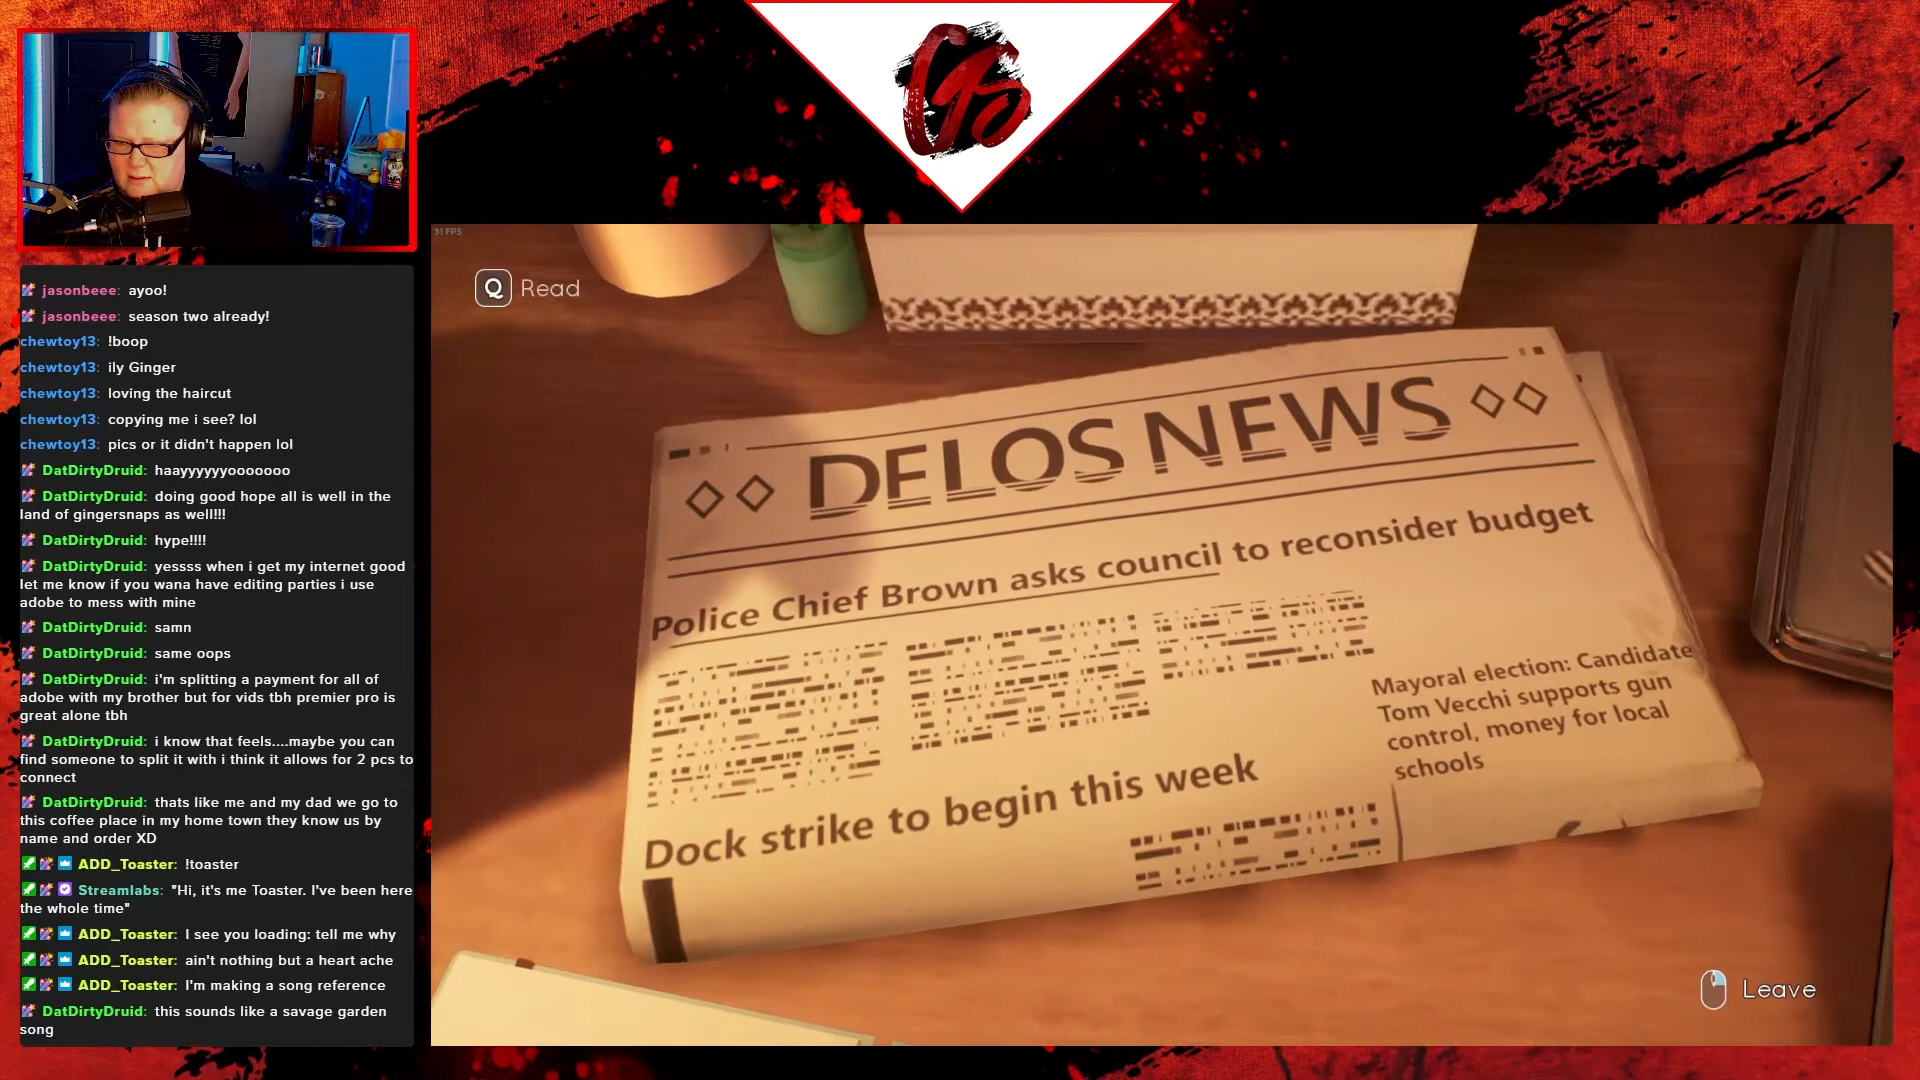 GS
jasonbeee: ayoo!
jasonbeee: season two already!
chewtoy13: !boop
chewtoy13: ily Ginger
chewtoy13: loving the haircut
chewtoy13: copying me i see? lol
chewtoy13: pics or it didn't happen lol
DatDirtyDruid: haayyyyyyooooooo
DatDirtyDruid: doing good hope all is well in the
land of gingersnaps as well!!!
DatDirtyDruid: hype!!!!
DatDirtyDruid: yessss when i get my internet good
let me know if you wana have editing parties i use
adobe to mess with mine
DatDirtyDruid: samn
DatDirtyDruid: same oops
DatDirtyDruid: i'm splitting a payment for all of
adobe with my brother but for vids tbh premier pro is
great alone tbh
DatDirtyDruid: i know that feels....maybe you can
find someone to split it with i think it allows for 2 pcs to
connect
DatDirtyDruid: thats like me and my dad we go to
this coffee place in my home town they know us by
name and order XD
ADD_Toaster: !toaster
Streamlabs: "Hi, it's me Toaster. I've been here
the whole time"
ADD_Toaster: I see you loading: tell me why
ADD_Toaster: ain't nothing but a heart ache
ADD_Toaster: I'm making a song reference
DatDirtyDruid: this sounds like a savage garden
song
31 FPS
Q Read
DELOS NEWS
Police Chief Brown asks council to reconsider budget
Mayoral election: Candidate
Tom Vecchi supports gun
control, money for local
schools
Dock strike to begin this week
Leave